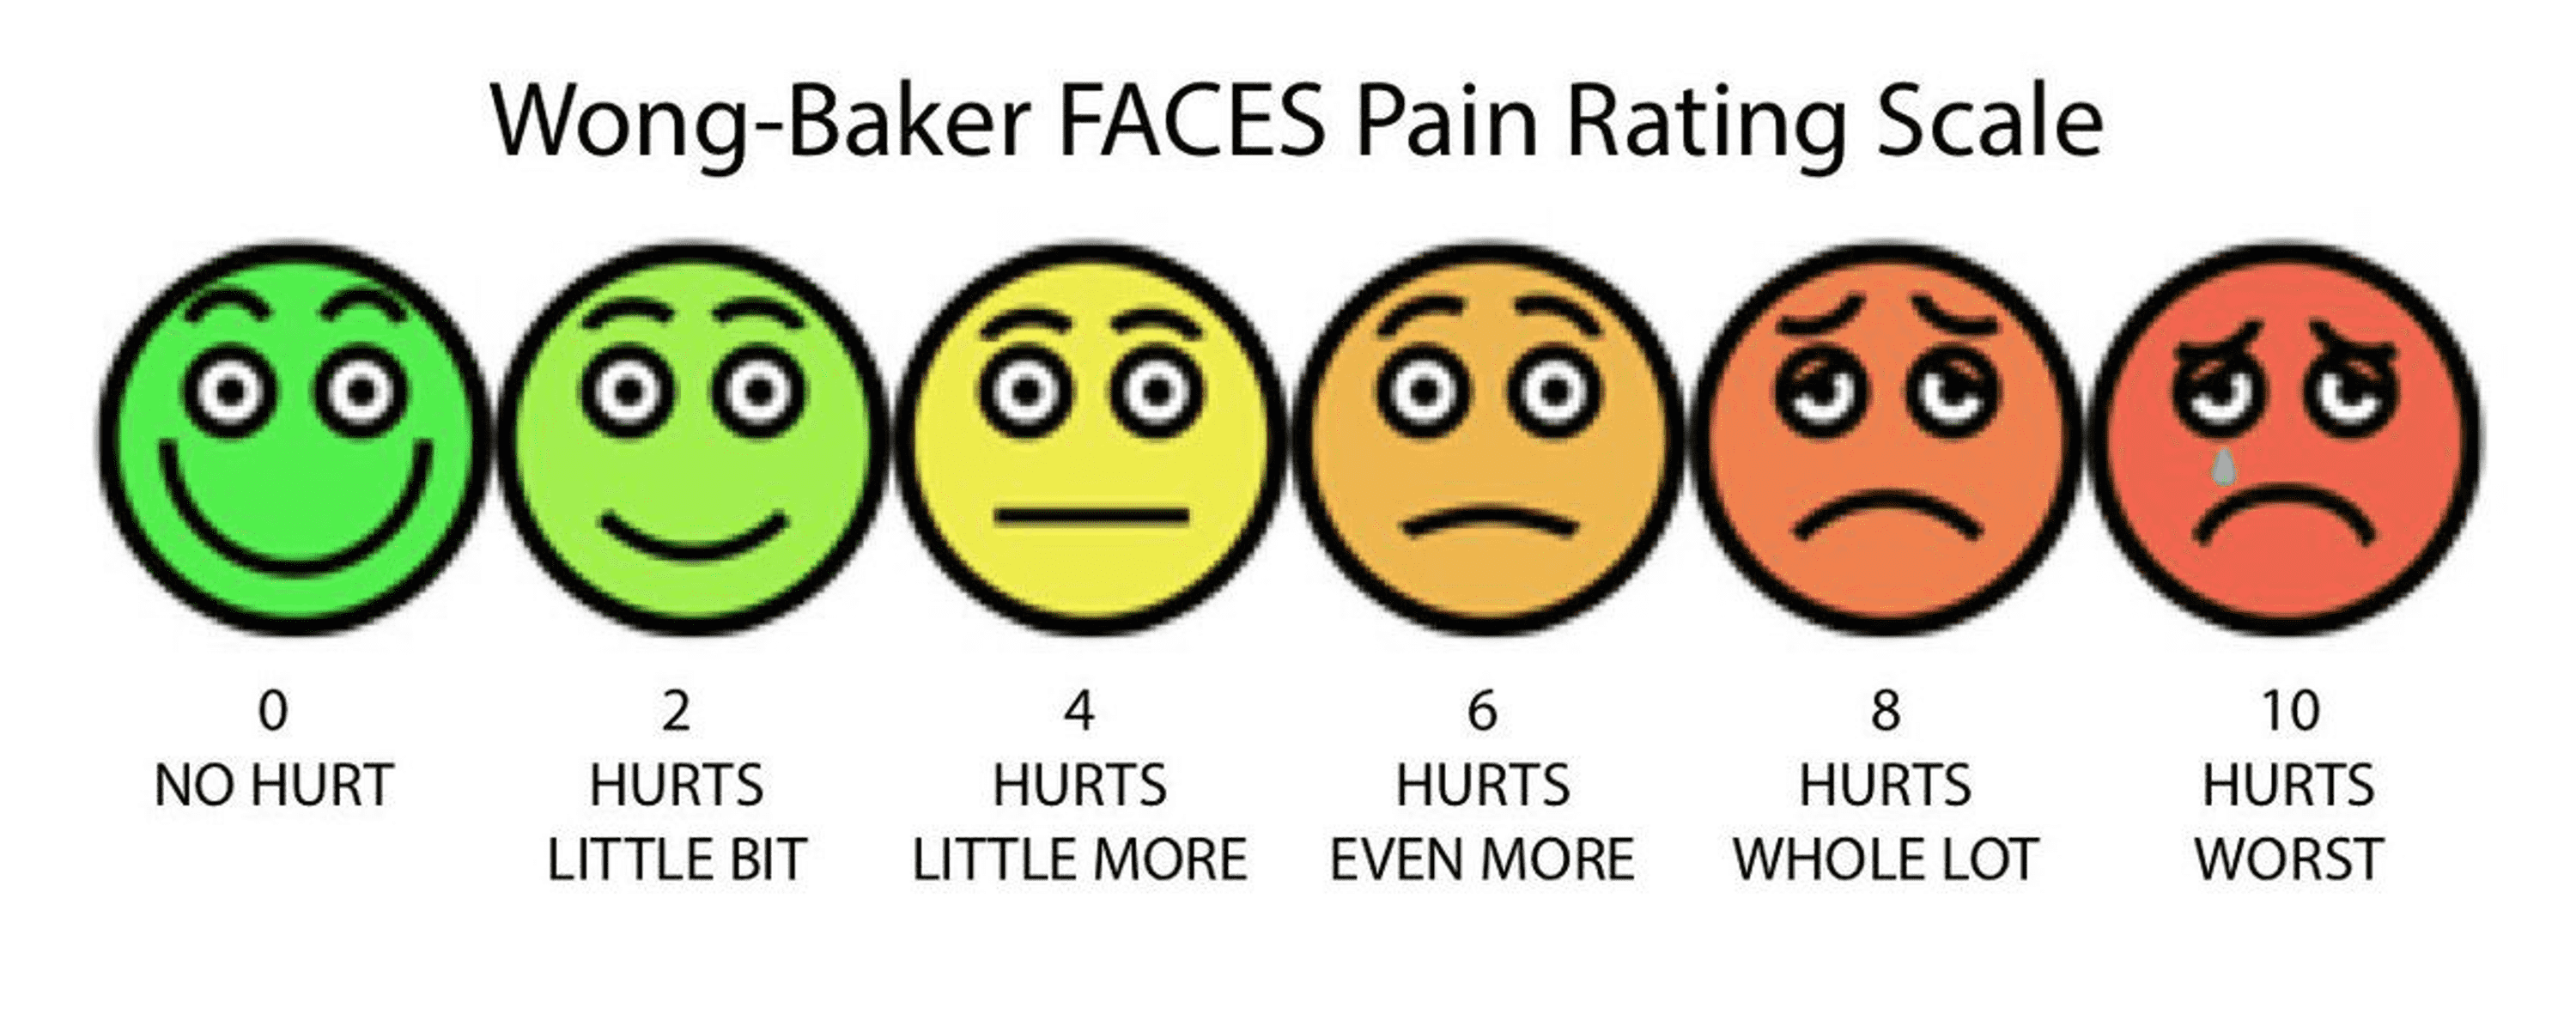 Wong-Baker FACES Pain Rating Scale
0
NO HURT
2
HURTS
LITTLE BIT
4
HURTS
LITTLE MORE
6
HURTS
EVEN MORE
8
HURTS
WHOLE LOT
10
HURTS
WORST